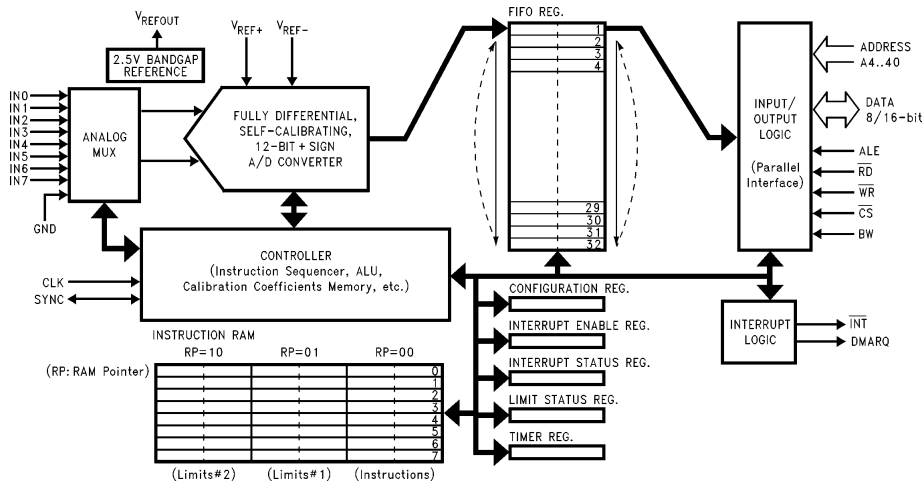 VREFOUT
2.5V BANDGAP
REFERENCE
VREF+
VREF-
FIFO REG.
1
2
3
4
29
30
31
32
IN0
IN1
IN2
IN3
IN4
IN5
IN6
IN7
GND
ANALOG
MUX
FULLY DIFFERENTIAL,
SELF-CALIBRATING,
12-BIT + SIGN
A/D CONVERTER
INPUT/
OUTPUT
LOGIC
(Parallel
Interface)
ADDRESS
A4..40
DATA
8/16-bit
ALE
RD
WR
CS
BW
CONTROLLER
(Instruction Sequencer, ALU,
Calibration Coefficients Memory, etc.)
CLK
SYNC
CONFIGURATION REG.
INTERRUPT ENABLE REG.
INTERRUPT STATUS REG.
LIMIT STATUS REG.
TIMER REG.
INTERRUPT
LOGIC
INT
DMARQ
INSTRUCTION RAM
RP=10 RP=01 RP=00
(RP: RAM Pointer)
0
1
2
3
4
5
6
7
(Limits#2) (Limits#1) (Instructions)